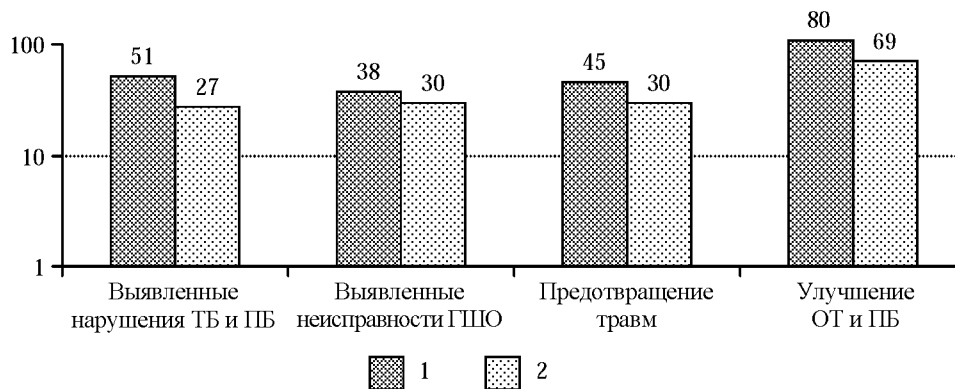 100
10
1
51
27
38
30
45
30
80
69
Выявленные
нарушения ТБ и ПБ
Выявленные
неисправности ГШО
Предотвращение
травм
Улучшение
ОТ и ПБ
1
2